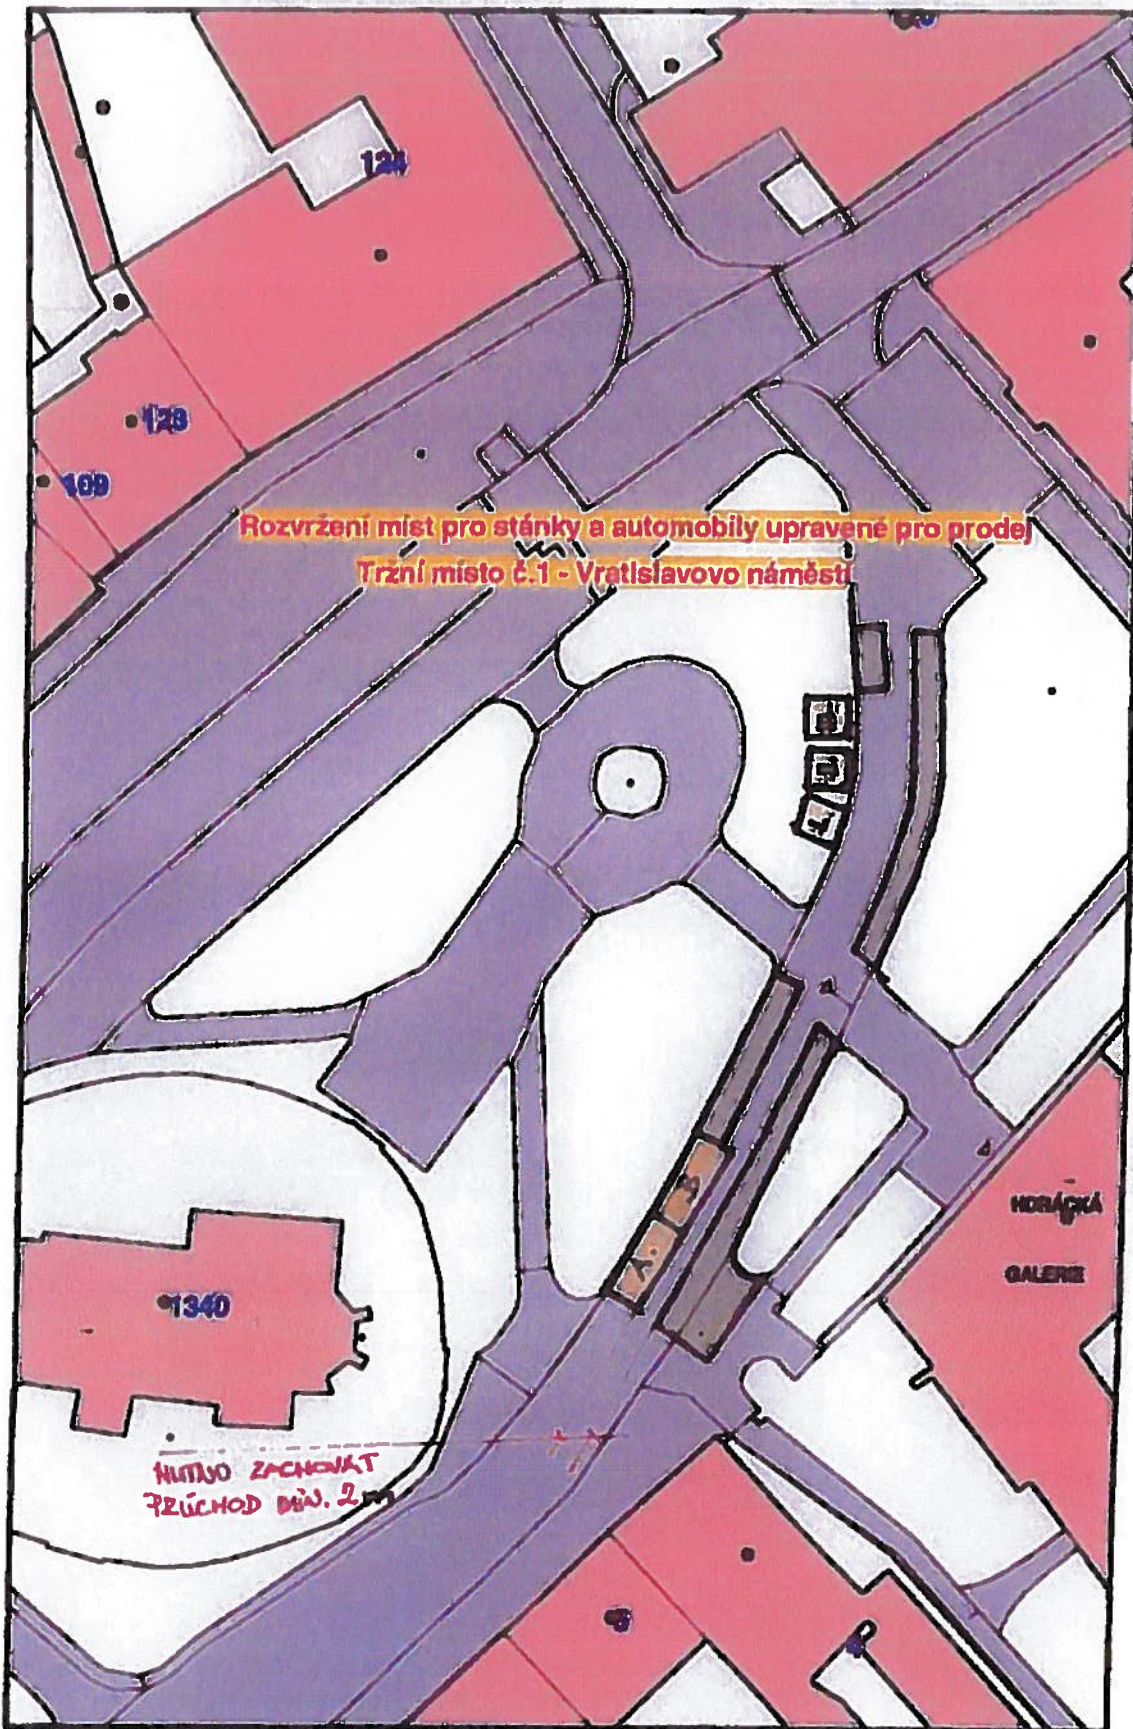 124
123
109
Rozvržení míst pro stánky a automobily upravené pro prodej
Tržní místo č.1 - Vratislavovo náměstí
A
B
HORÁCKÁ
GALERIE
1340
NUTNO ZACHOVAT
PRŮCHOD MIN. 2m